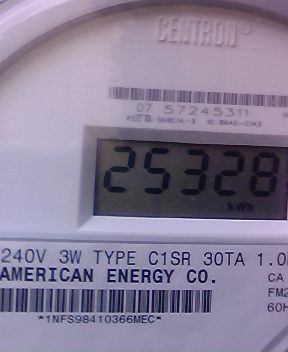 CENTRON®
07 57245311
25328
kWh
240V 3W TYPE C1SR 30TA 1.0
AMERICAN ENERGY CO.
CA
FM2
60H
*1NFS98410366MEC*